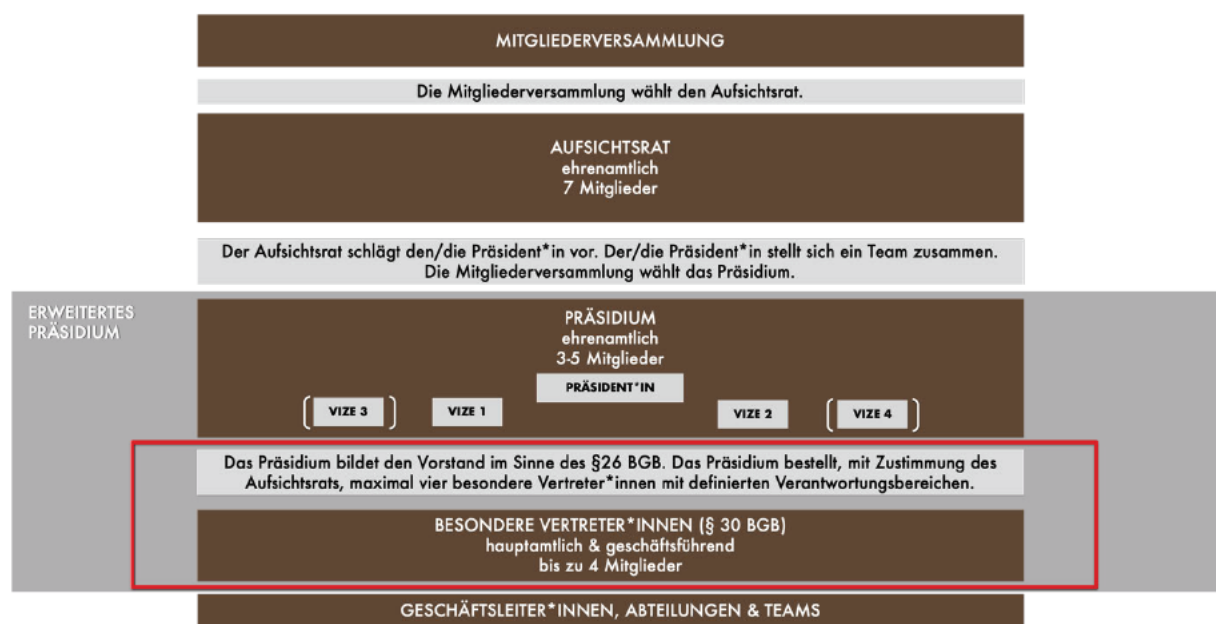 MITGLIEDERVERSAMMLUNG
Die Mitgliederversammlung wählt den Aufsichtsrat.
AUFSICHTSRAT
ehrenamtlich
7 Mitglieder
Der Aufsichtsrat schlägt den/die Präsident*in vor. Der/die Präsident*in stellt sich ein Team zusammen.
Die Mitgliederversammlung wählt das Präsidium.
ERWEITERTES
PRÄSIDIUM
PRÄSIDIUM
ehrenamtlich
3-5 Mitglieder
PRÄSIDENT*IN
( VIZE 3 ) VIZE 1 VIZE 2 ( VIZE 4 )
Das Präsidium bildet den Vorstand im Sinne des §26 BGB. Das Präsidium bestellt, mit Zustimmung des
Aufsichtsrats, maximal vier besondere Vertreter*innen mit definierten Verantwortungsbereichen.
BESONDERE VERTRETER*INNEN (§ 30 BGB)
hauptamtlich & geschäftsführend
bis zu 4 Mitglieder
GESCHÄFTSLEITER*INNEN, ABTEILUNGEN & TEAMS